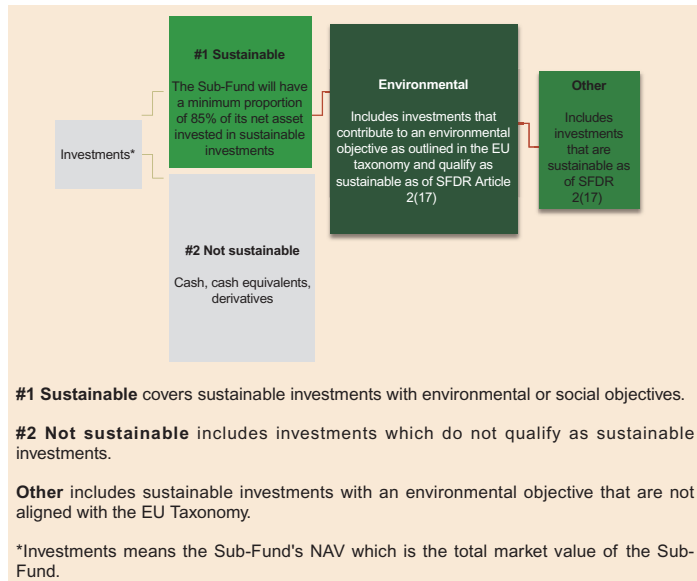 Investments*
#1 Sustainable
The Sub-Fund will have
a minimum proportion
of 85% of its net asset
invested in sustainable
investments
#2 Not sustainable
Cash, cash equivalents,
derivatives
Environmental
Includes investments that
contribute to an environmental
objective as outlined in the EU
taxonomy and qualify as
sustainable as of SFDR Article
2(17)
Other
Includes
investments
that are
sustainable as
of SFDR
2(17)
#1 Sustainable covers sustainable investments with environmental or social objectives.
#2 Not sustainable includes investments which do not qualify as sustainable
investments.
Other includes sustainable investments with an environmental objective that are not
aligned with the EU Taxonomy.
*Investments means the Sub-Fund's NAV which is the total market value of the Sub-
Fund.